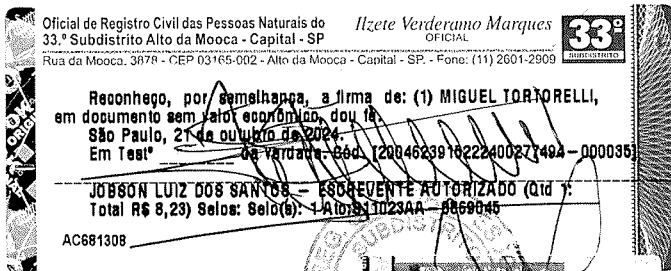 Oficial de Registro Civil das Pessoas Naturais do
33.º Subdistrito Alto da Mooca - Capital - SP
Ilzete Verderamo Marques
OFICIAL
33º
SUBDISTRITO
Rua da Mooca, 3878 - CEP 03165-002 - Alto da Mooca - Capital - SP. - Fone: (11) 2601-2909
Reconheço, por semelhança, a firma de: (1) MIGUEL TORTORELLI,
em documento sem valor econômico, dou fé.
São Paulo, 21 de outubro de 2024.
Em Testº da verdade. Cód.
JOBSON LUIZ DOS SANTOS - ESCREVENTE AUTORIZADO (Qtd 1:
Total R$ 8,23) Selos: Selo(s): 1 Ato:
AC681308
SUBDISTRI